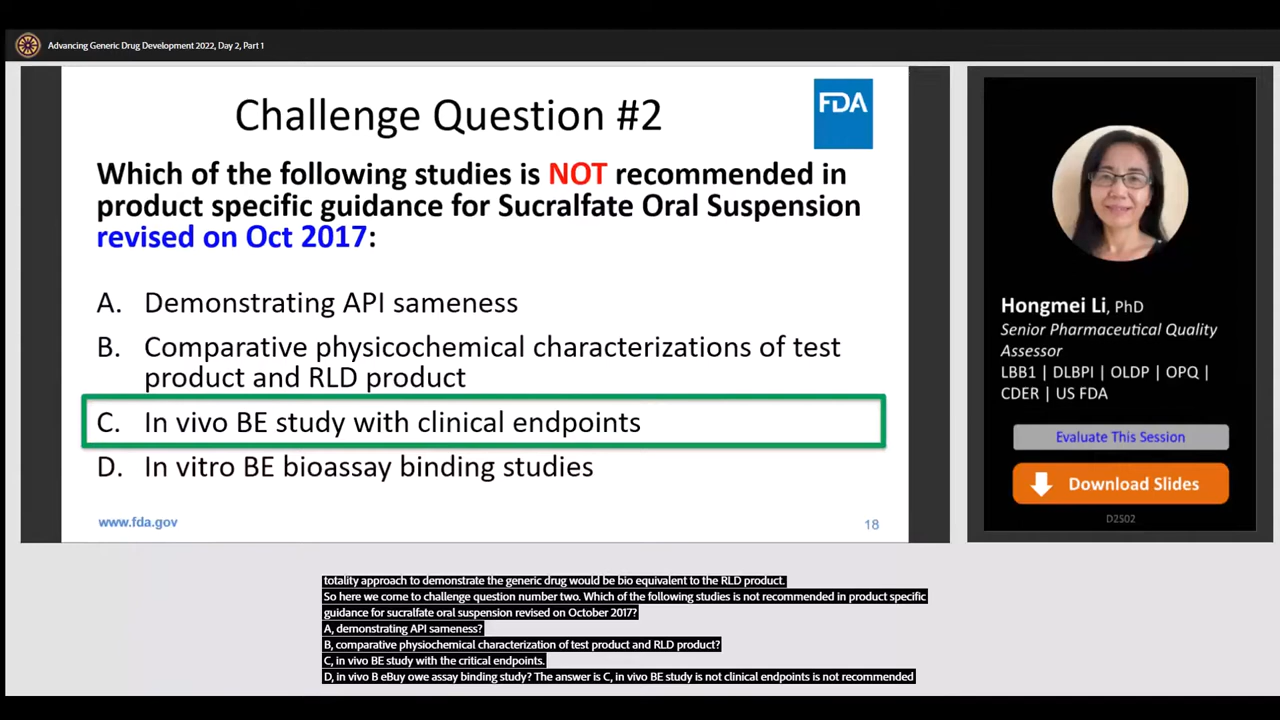 Advancing Generic Drug Development 2022, Day 2, Part 1
Challenge Question #2
FDA
Which of the following studies is NOT recommended in
product specific guidance for Sucralfate Oral Suspension
revised on Oct 2017:
A. Demonstrating API sameness
B. Comparative physicochemical characterizations of test
product and RLD product
C. In vivo BE study with clinical endpoints
D. In vitro BE bioassay binding studies
www.fda.gov
18
Hongmei Li, PhD
Senior Pharmaceutical Quality
Assessor
LBB1 | DLBPI | OLDP | OPQ |
CDER | US FDA
Evaluate This Session
Download Slides
D2S02
totality approach to demonstrate the generic drug would be bio equivalent to the RLD product.
So here we come to challenge question number two. Which of the following studies is not recommended in product specific
guidance for sucralfate oral suspension revised on October 2017?
A, demonstrating API sameness?
B, comparative physiochemical characterization of test product and RLD product?
C, in vivo BE study with the critical endpoints.
D, in vivo B eBuy owe assay binding study? The answer is C, in vivo BE study is not clinical endpoints is not recommended